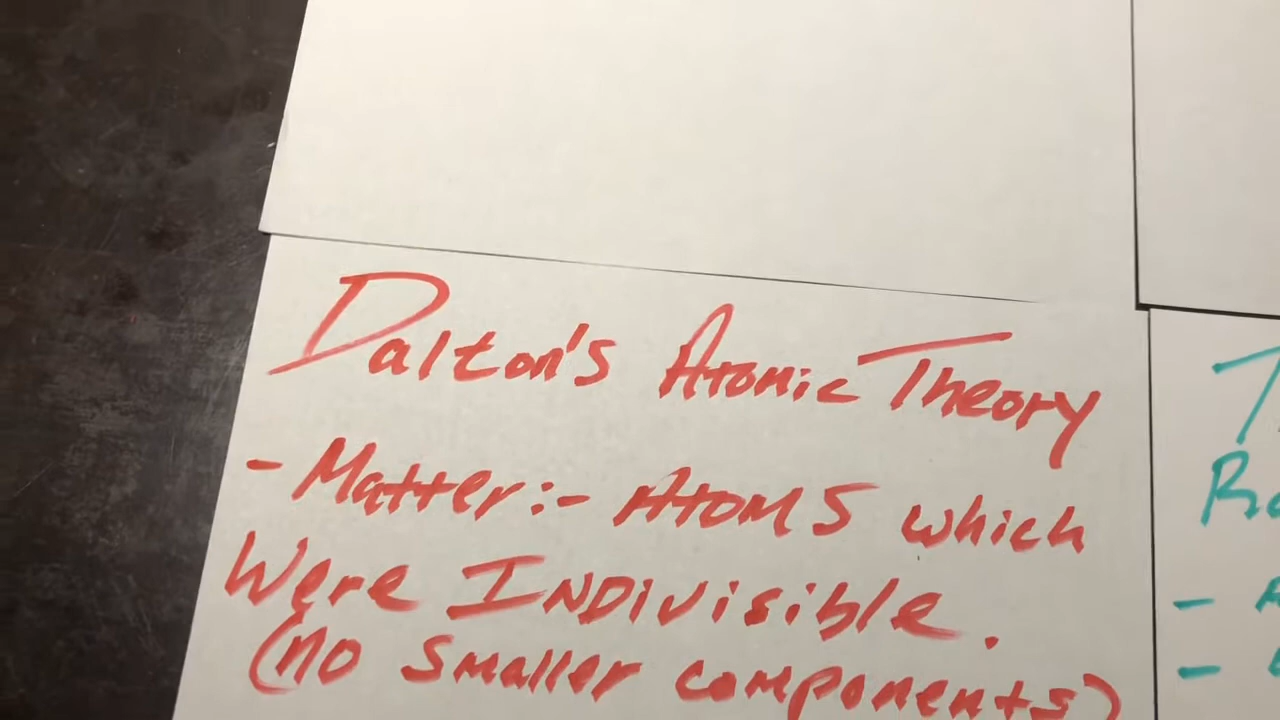 Dalton's Atomic Theory
- Matter:- Atoms which
were Indivisible.
(no smaller components)